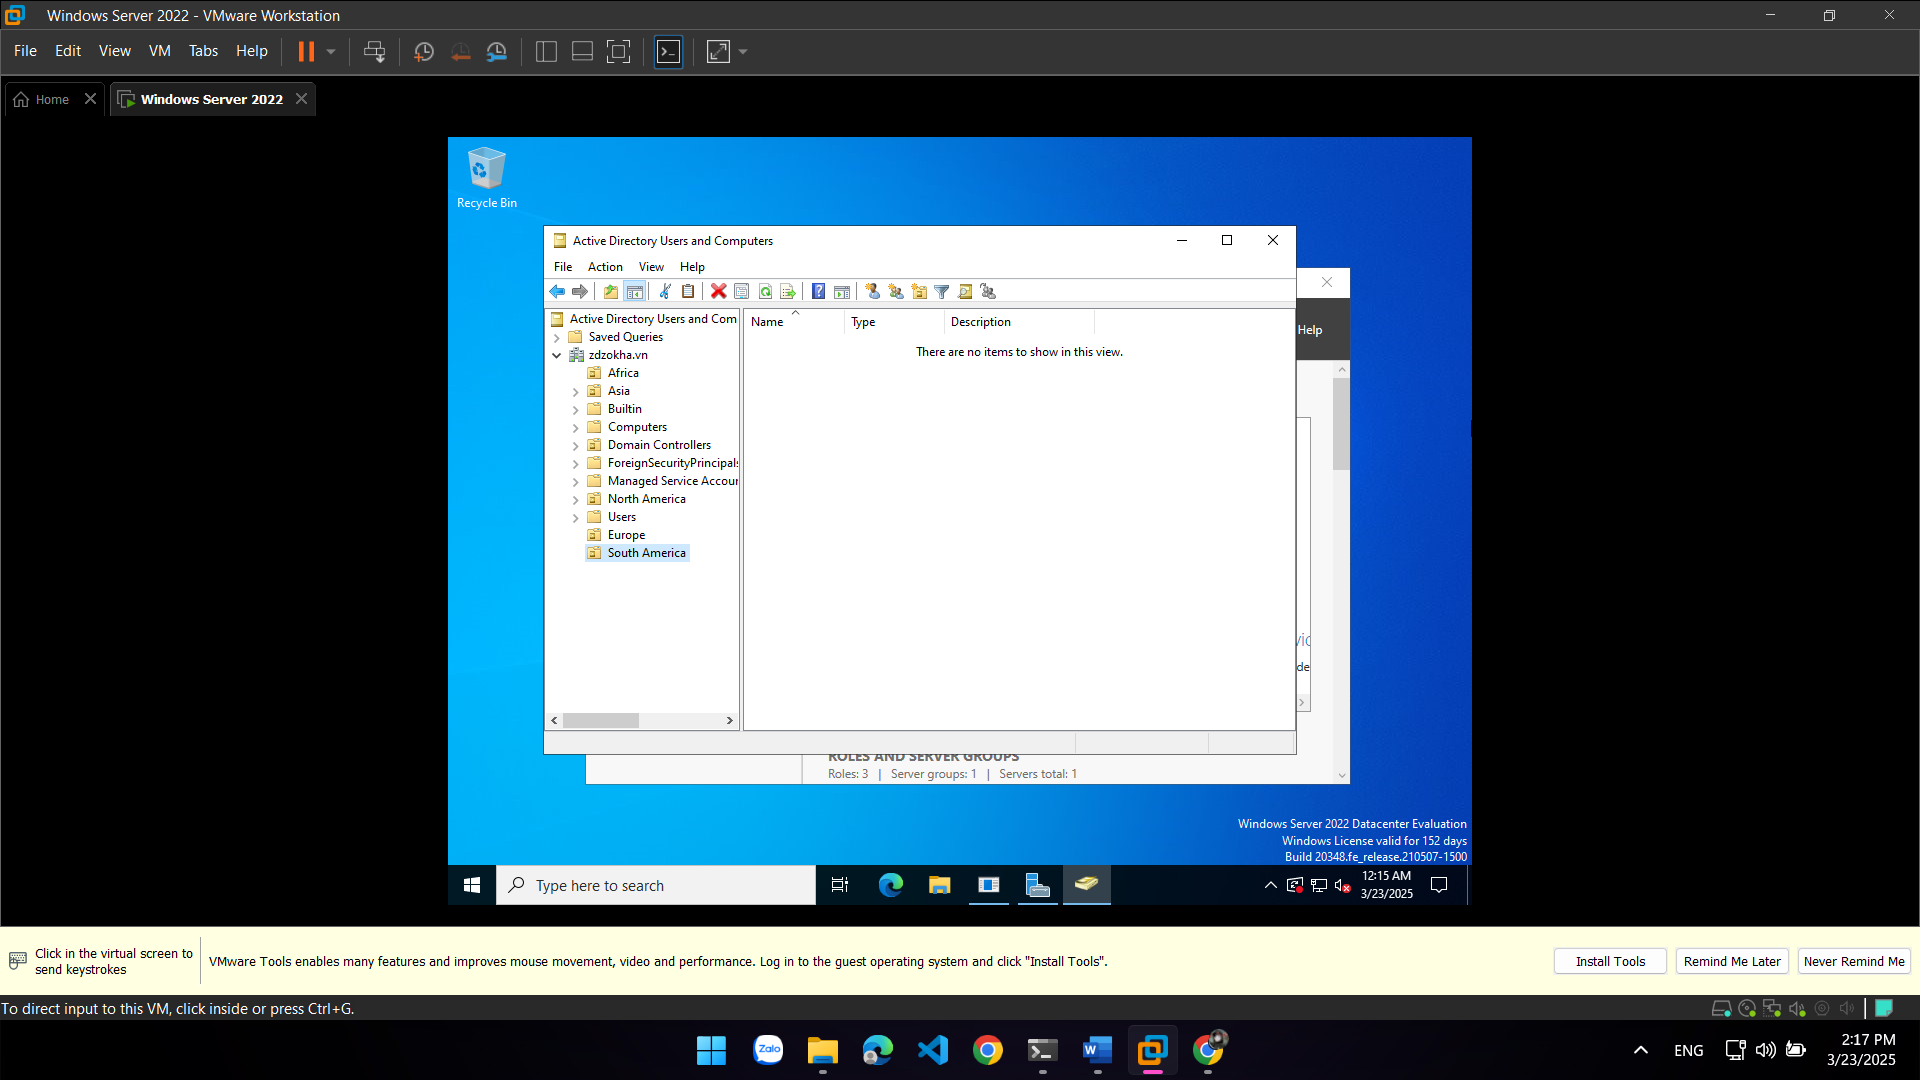 Windows Server 2022 - VMware Workstation
File Edit View VM Tabs Help
Home
Windows Server 2022
Recycle Bin
Active Directory Users and Computers
File Action View Help
Help
Active Directory Users and Com
Saved Queries
zdzokha.vn
Africa
Asia
Builtin
Computers
Domain Controllers
ForeignSecurityPrincipals
Managed Service Accoun
North America
Users
Europe
South America
Name Type Description
There are no items to show in this view.
ROLES AND SERVER GROUPS
Roles: 3 | Server groups: 1 | Servers total: 1
Windows Server 2022 Datacenter Evaluation
Windows License valid for 152 days
Build 20348.fe_release.210507-1500
Type here to search
12:15 AM
3/23/2025
Click in the virtual screen to
send keystrokes
VMware Tools enables many features and improves mouse movement, video and performance. Log in to the guest operating system and click "Install Tools".
Install Tools
Remind Me Later
Never Remind Me
To direct input to this VM, click inside or press Ctrl+G.
Zalo
ENG
2:17 PM
3/23/2025